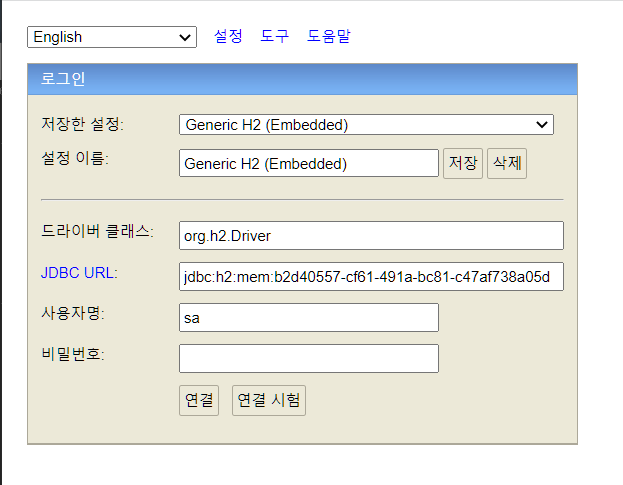 English 설정 도구 도움말
로그인
저장한 설정: Generic H2 (Embedded)
설정 이름: Generic H2 (Embedded) 저장 삭제
드라이버 클래스: org.h2.Driver
JDBC URL: jdbc:h2:mem:b2d40557-cf61-491a-bc81-c47af738a05d
사용자명: sa
비밀번호:
연결 연결 시험